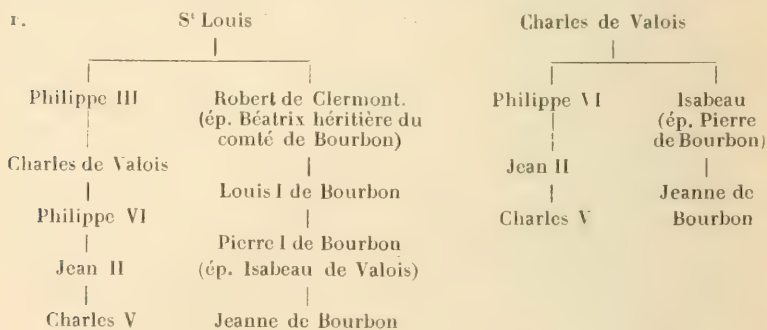 1. St Louis
Philippe III
Charles de Valois
Philippe VI
Jean II
Charles V
Robert de Clermont.
(ép. Béatrix héritière du
comté de Bourbon)
Louis I de Bourbon
Pierre I de Bourbon
(ép. Isabeau de Valois)
Jeanne de Bourbon
Charles de Valois
Philippe VI
Jean II
Charles V
Isabeau
(ép. Pierre
de Bourbon)
Jeanne de
Bourbon